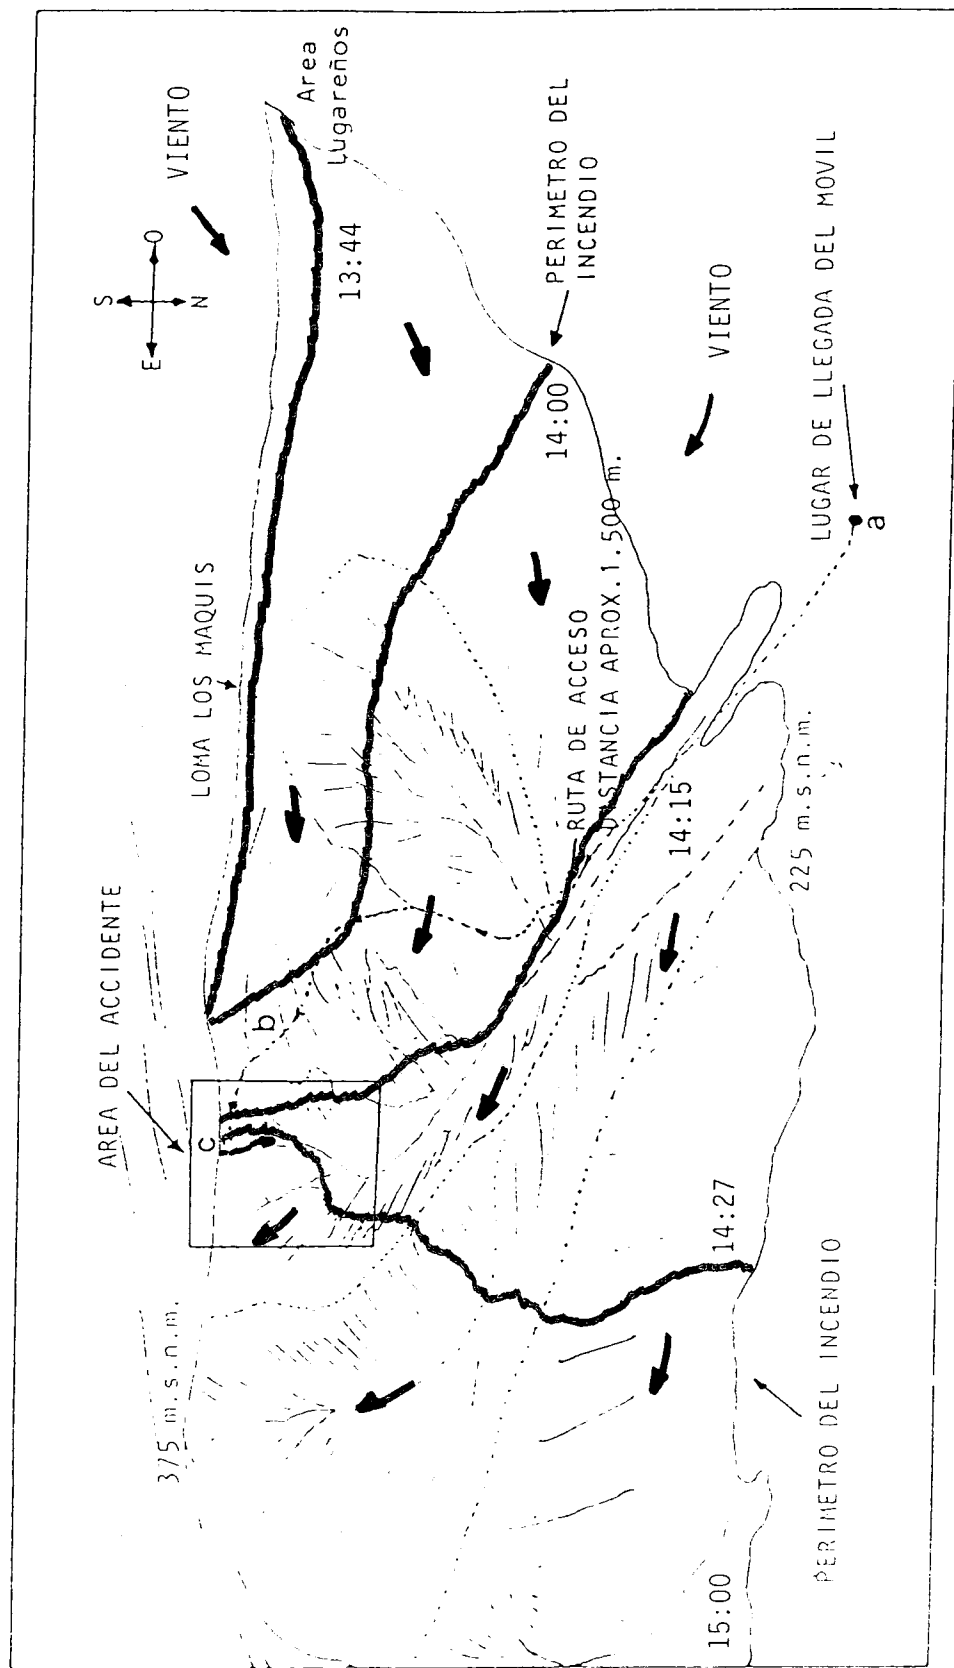 AREA DEL ACCIDENTE
LOMA LOS MAQUIS
S
E
O
N
VIENTO
Area
Lugareños
375 m.s.n.m.
C
b
13:44
14:00
PERIMETRO DEL
INCENDIO
RUTA DE ACCESO
DISTANCIA APROX. 1.500 m.
VIENTO
14:15
14:27
15:00
225 m.s.n.m.
LUGAR DE LLEGADA DEL MOVIL
a
PERIMETRO DEL INCENDIO